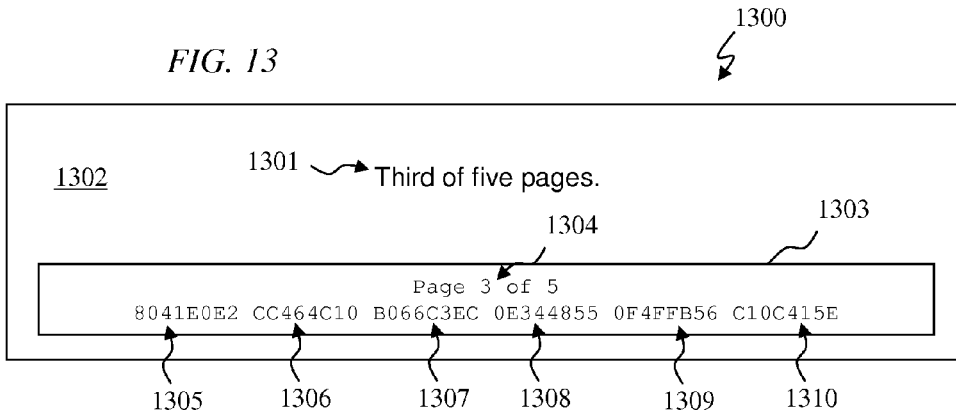 1300
FIG. 13
1301
Third of five pages.
1302
1303
1304
Page 3 of 5
8041E0E2 CC464C10 B066C3EC 0E344855 0F4FFB56 C10C415E
1305 1306 1307 1308 1309 1310